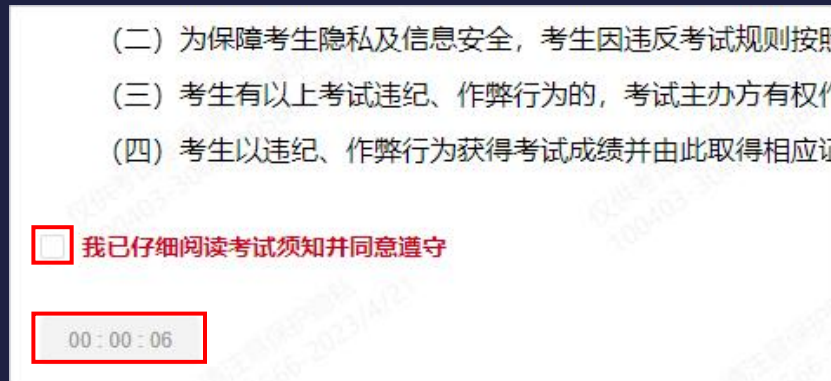 （二）为保障考生隐私及信息安全，考生因违反考试规则按照
（三）考生有以上考试违纪、作弊行为的，考试主办方有权作
（四）考生以违纪、作弊行为获得考试成绩并由此取得相应证
我已仔细阅读考试须知并同意遵守
00 : 00 : 06